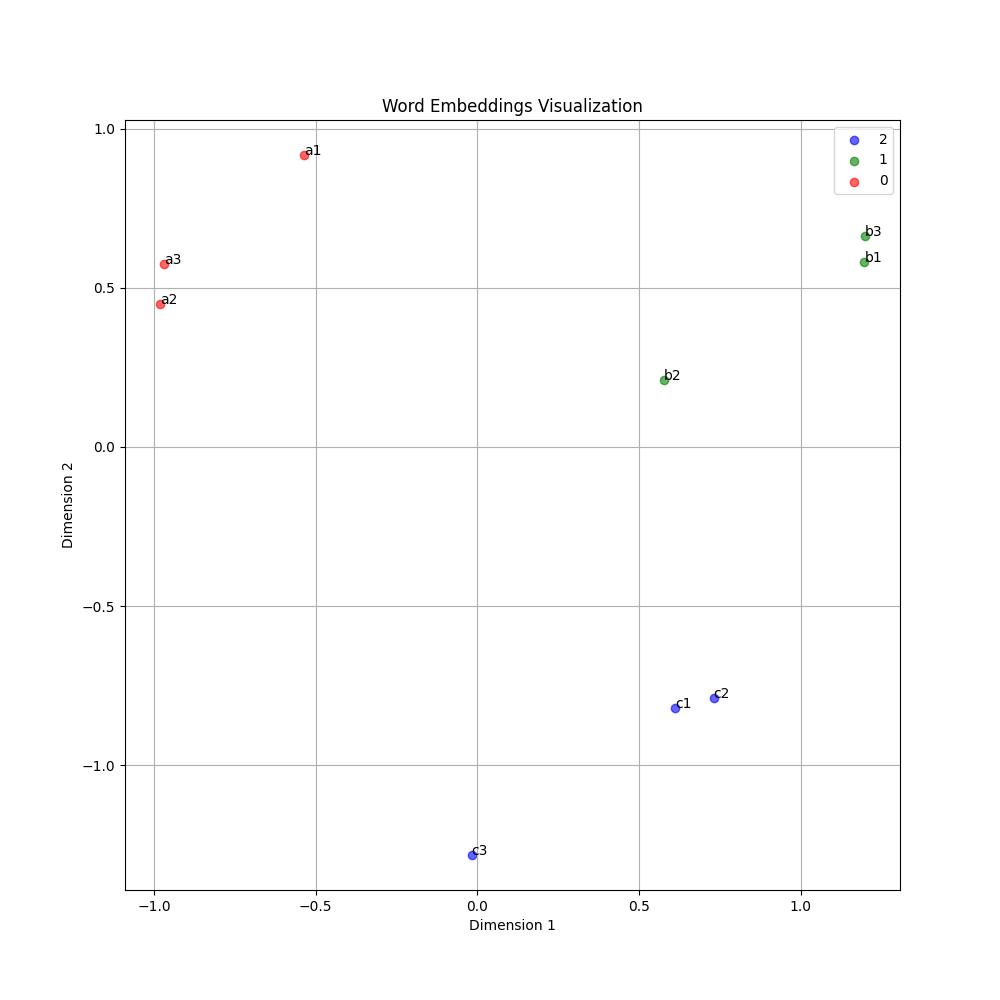 Word Embeddings Visualization
1.0
0.5
0.0
−0.5
−1.0
Dimension 2
a1
a3
a2
b3
b1
b2
c2
c1
c3
2
1
0
−1.0
−0.5
0.0
0.5
1.0
Dimension 1